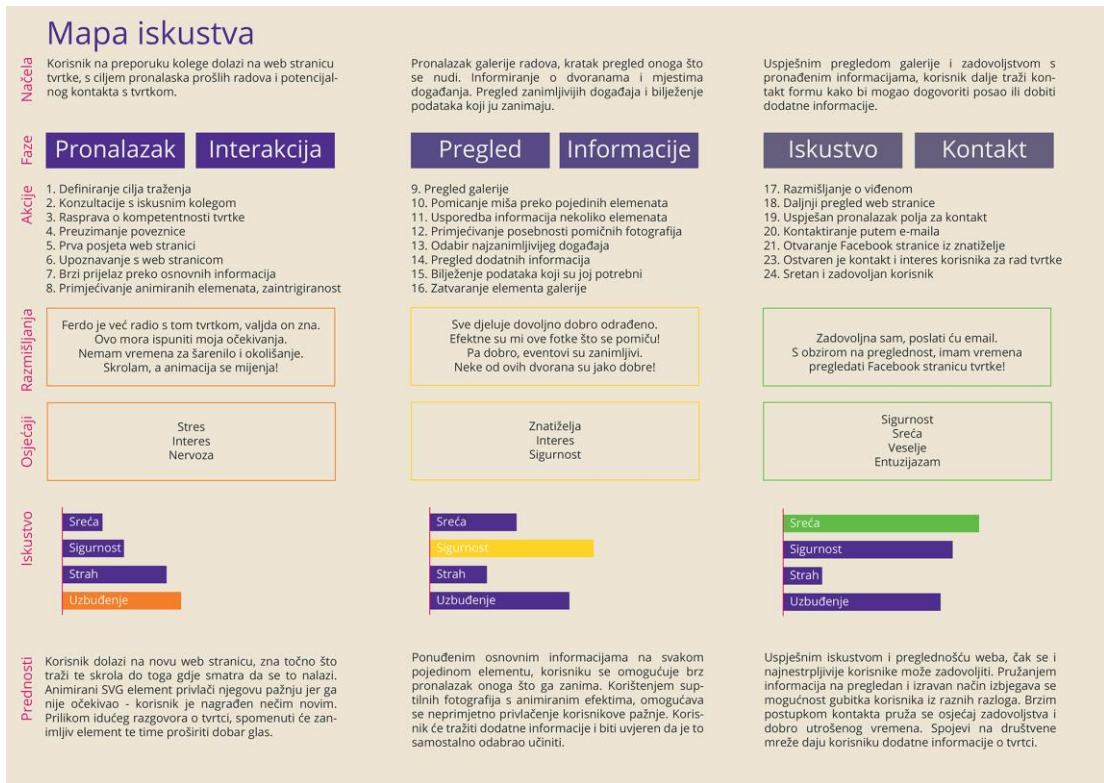 Mapa iskustva
Načela
Korisnik na preporuku kolege dolazi na web stranicu
tvrtke, s ciljem pronalaska prošlih radova i potencijal-
nog kontakta s tvrtkom.
Pronalazak galerije radova, kratak pregled onoga što
se nudi. Informiranje o dvoranama i mjestima
događanja. Pregled zanimljivijih događaja i bilježenje
podataka koji ju zanimaju.
Uspješnim pregledom galerije i zadovoljstvom s
pronađenim informacijama, korisnik dalje traži kon-
takt formu kako bi mogao dogovoriti posao ili dobiti
dodatne informacije.
Faze
Pronalazak
Interakcija
Pregled
Informacije
Iskustvo
Kontakt
Akcije
1. Definiranje cilja traženja
2. Konzultacije s iskusnim kolegom
3. Rasprava o kompetentnosti tvrtke
4. Preuzimanje poveznice
5. Prva posjeta web stranici
6. Upoznavanje s web stranicom
7. Brzi prijelaz preko osnovnih informacija
8. Primjećivanje animiranih elemenata, zaintrigiranost
9. Pregled galerije
10. Pomicanje miša preko pojedinih elemenata
11. Usporedba informacija nekoliko elemenata
12. Primjećivanje posebnosti pomičnih fotografija
13. Odabir najzanimljivijeg događaja
14. Pregled dodatnih informacija
15. Bilježenje podataka koji su joj potrebni
16. Zatvaranje elementa galerije
17. Razmišljanje o viđenom
18. Daljnji pregled web stranice
19. Uspješan pronalazak polja za kontakt
20. Kontaktiranje putem e-maila
21. Otvaranje Facebook stranice iz znatiželje
23. Ostvaren je kontakt i interes korisnika za rad tvrtke
24. Sretan i zadovoljan korisnik
Razmišljanja
Ferdo je već radio s tom tvrtkom, valjda on zna.
Ovo mora ispuniti moja očekivanja.
Nemam vremena za šarenilo i okolišanje.
Skrolam, a animacija se mijenja!
Sve djeluje dovoljno dobro odrađeno.
Efektne su mi ove fotke što se pomiču!
Pa dobro, eventovi su zanimljivi.
Neke od ovih dvorana su jako dobre!
Zadovoljna sam, poslati ću email.
S obzirom na preglednost, imam vremena
pregledati Facebook stranicu tvrtke!
Osjećaji
Stres
Interes
Nervoza
Znatiželja
Interes
Sigurnost
Sigurnost
Sreća
Veselje
Entuzijazam
Iskustvo
Sreća
Sigurnost
Strah
Uzbuđenje
Sreća
Sigurnost
Strah
Uzbuđenje
Sreća
Sigurnost
Strah
Uzbuđenje
Prednosti
Korisnik dolazi na novu web stranicu, zna točno što
traži te skrola do toga gdje smatra da se to nalazi.
Animirani SVG element privlači njegovu pažnju jer ga
nije očekivao - korisnik je nagrađen nečim novim.
Prilikom idućeg razgovora o tvrtci, spomenuti će zan-
imljiv element te time proširiti dobar glas.
Ponuđenim osnovnim informacijama na svakom
pojedinom elementu, korisniku se omogućuje brz
pronalazak onoga što ga zanima. Korištenjem sup-
tilnih fotografija s animiranim efektima, omogućava
se neprimjetno privlačenje korisnikove pažnje. Koris-
nik će tražiti dodatne informacije i biti uvjeren da je to
samostalno odabrao učiniti.
Uspješnim iskustvom i preglednošću weba, čak se i
najnestrpljivije korisnike može zadovoljiti. Pružanjem
informacija na pregledan i izravan način izbjegava se
mogućnost gubitka korisnika iz raznih razloga. Brzim
postupkom kontakta pruža se osjećaj zadovoljstva i
dobro utrošenog vremena. Spojevi na društvene
mreže daju korisniku dodatne informacije o tvrtci.